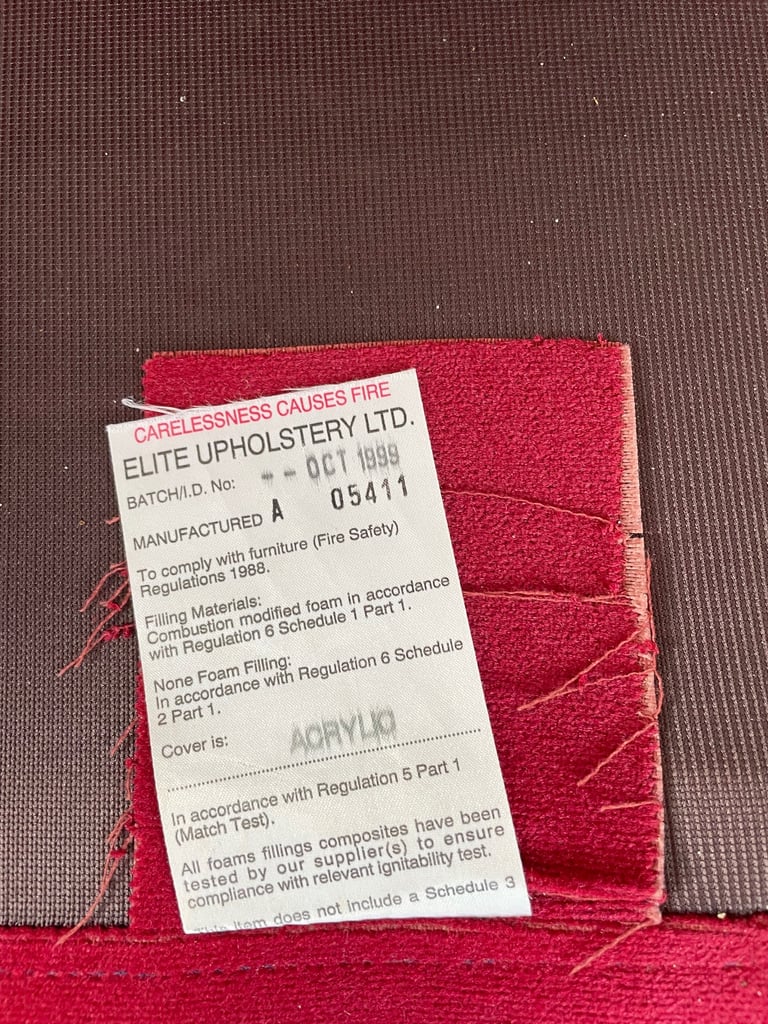 CARELESSNESS CAUSES FIRE
ELITE UPHOLSTERY LTD.
BATCH/I.D. No: -- OCT 1999
MANUFACTURED A 05411
To comply with furniture (Fire Safety)
Regulations 1988.
Filling Materials:
Combustion modified foam in accordance
with Regulation 6 Schedule 1 Part 1.
None Foam Filling:
In accordance with Regulation 6 Schedule
2 Part 1.
Cover is: ACRYLIC
In accordance with Regulation 5 Part 1
(Match Test).
All foams fillings composites have been
tested by our supplier(s) to ensure
compliance with relevant ignitability test.
This item does not include a Schedule 3